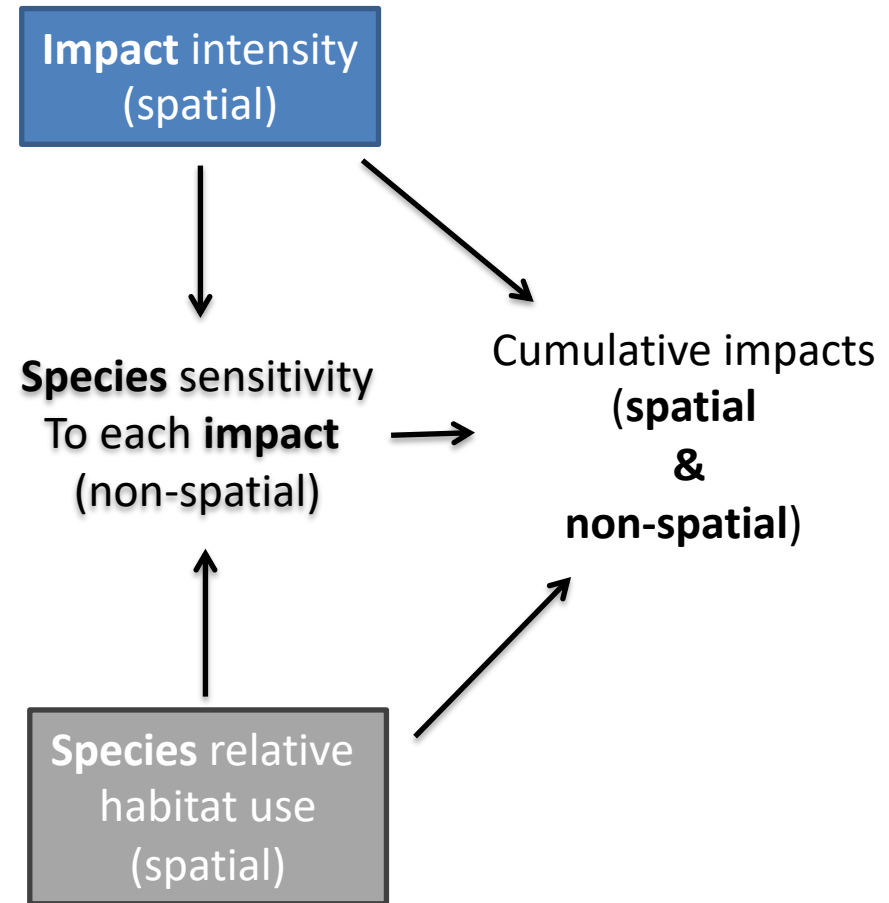 Impact intensity
(spatial)
Species sensitivity
To each impact
(non-spatial)
Cumulative impacts
(spatial
&
non-spatial)
Species relative
habitat use
(spatial)